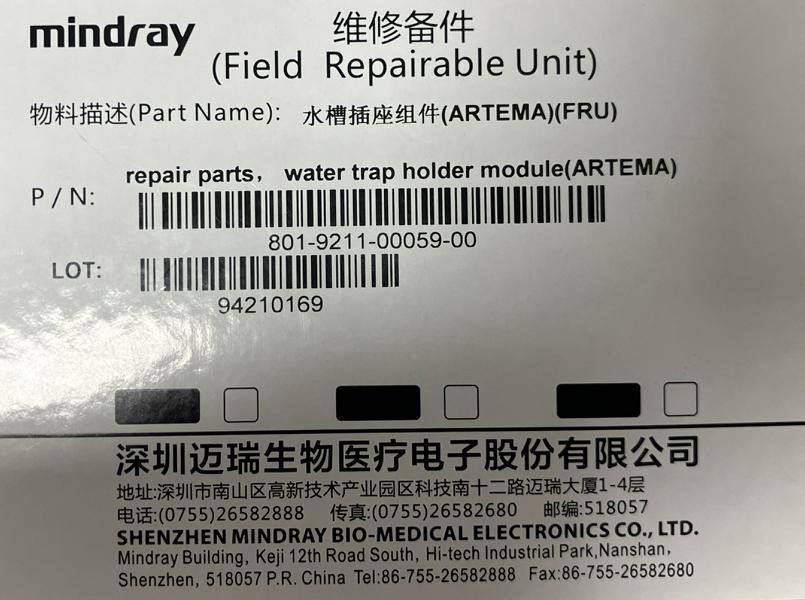 mindray
维修备件
(Field Repairable Unit)
物料描述(Part Name): 水槽插座组件(ARTEMA)(FRU)
repair parts， water trap holder module(ARTEMA)
P / N:
801-9211-00059-00
LOT:
94210169
深圳迈瑞生物医疗电子股份有限公司
地址:深圳市南山区高新技术产业园区科技南十二路迈瑞大厦1-4层
电话:(0755)26582888 传真:(0755)26582680 邮编:518057
SHENZHEN MINDRAY BIO-MEDICAL ELECTRONICS CO., LTD.
Mindray Building, Keji 12th Road South, Hi-tech Industrial Park,Nanshan,
Shenzhen, 518057 P.R. China Tel:86-755-26582888 Fax:86-755-26582680